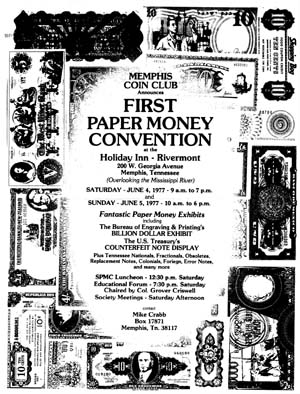 MEMPHIS
COIN CLUB
Announces
FIRST
PAPER MONEY
CONVENTION
at the
Holiday Inn - Rivermont
200 W. Georgia Avenue
Memphis, Tennessee
(Overlooking the Mississippi River)
SATURDAY - JUNE 4, 1977 - 9 a.m. to 7 p.m.
and
SUNDAY - JUNE 5, 1977 - 10 a.m. to 6 p.m.
Fantastic Paper Money Exhibits
including
The Bureau of Engraving & Printing's
BILLION DOLLAR EXHIBIT
The U.S. Treasury's
COUNTERFEIT NOTE DISPLAY
Plus Tennessee Nationals, Fractionals, Obsoletes,
Replacement Notes, Colonials, Foriegn, Error Notes,
and many more
SPMC Luncheon - 12:30 p.m. Saturday
Educational Forum - 7:30 p.m. Saturday
Chaired by Col. Grover Criswell
Society Meetings - Saturday Afternoon
contact
Mike Crabb
Box 17871
Memphis, Tn. 38117
10